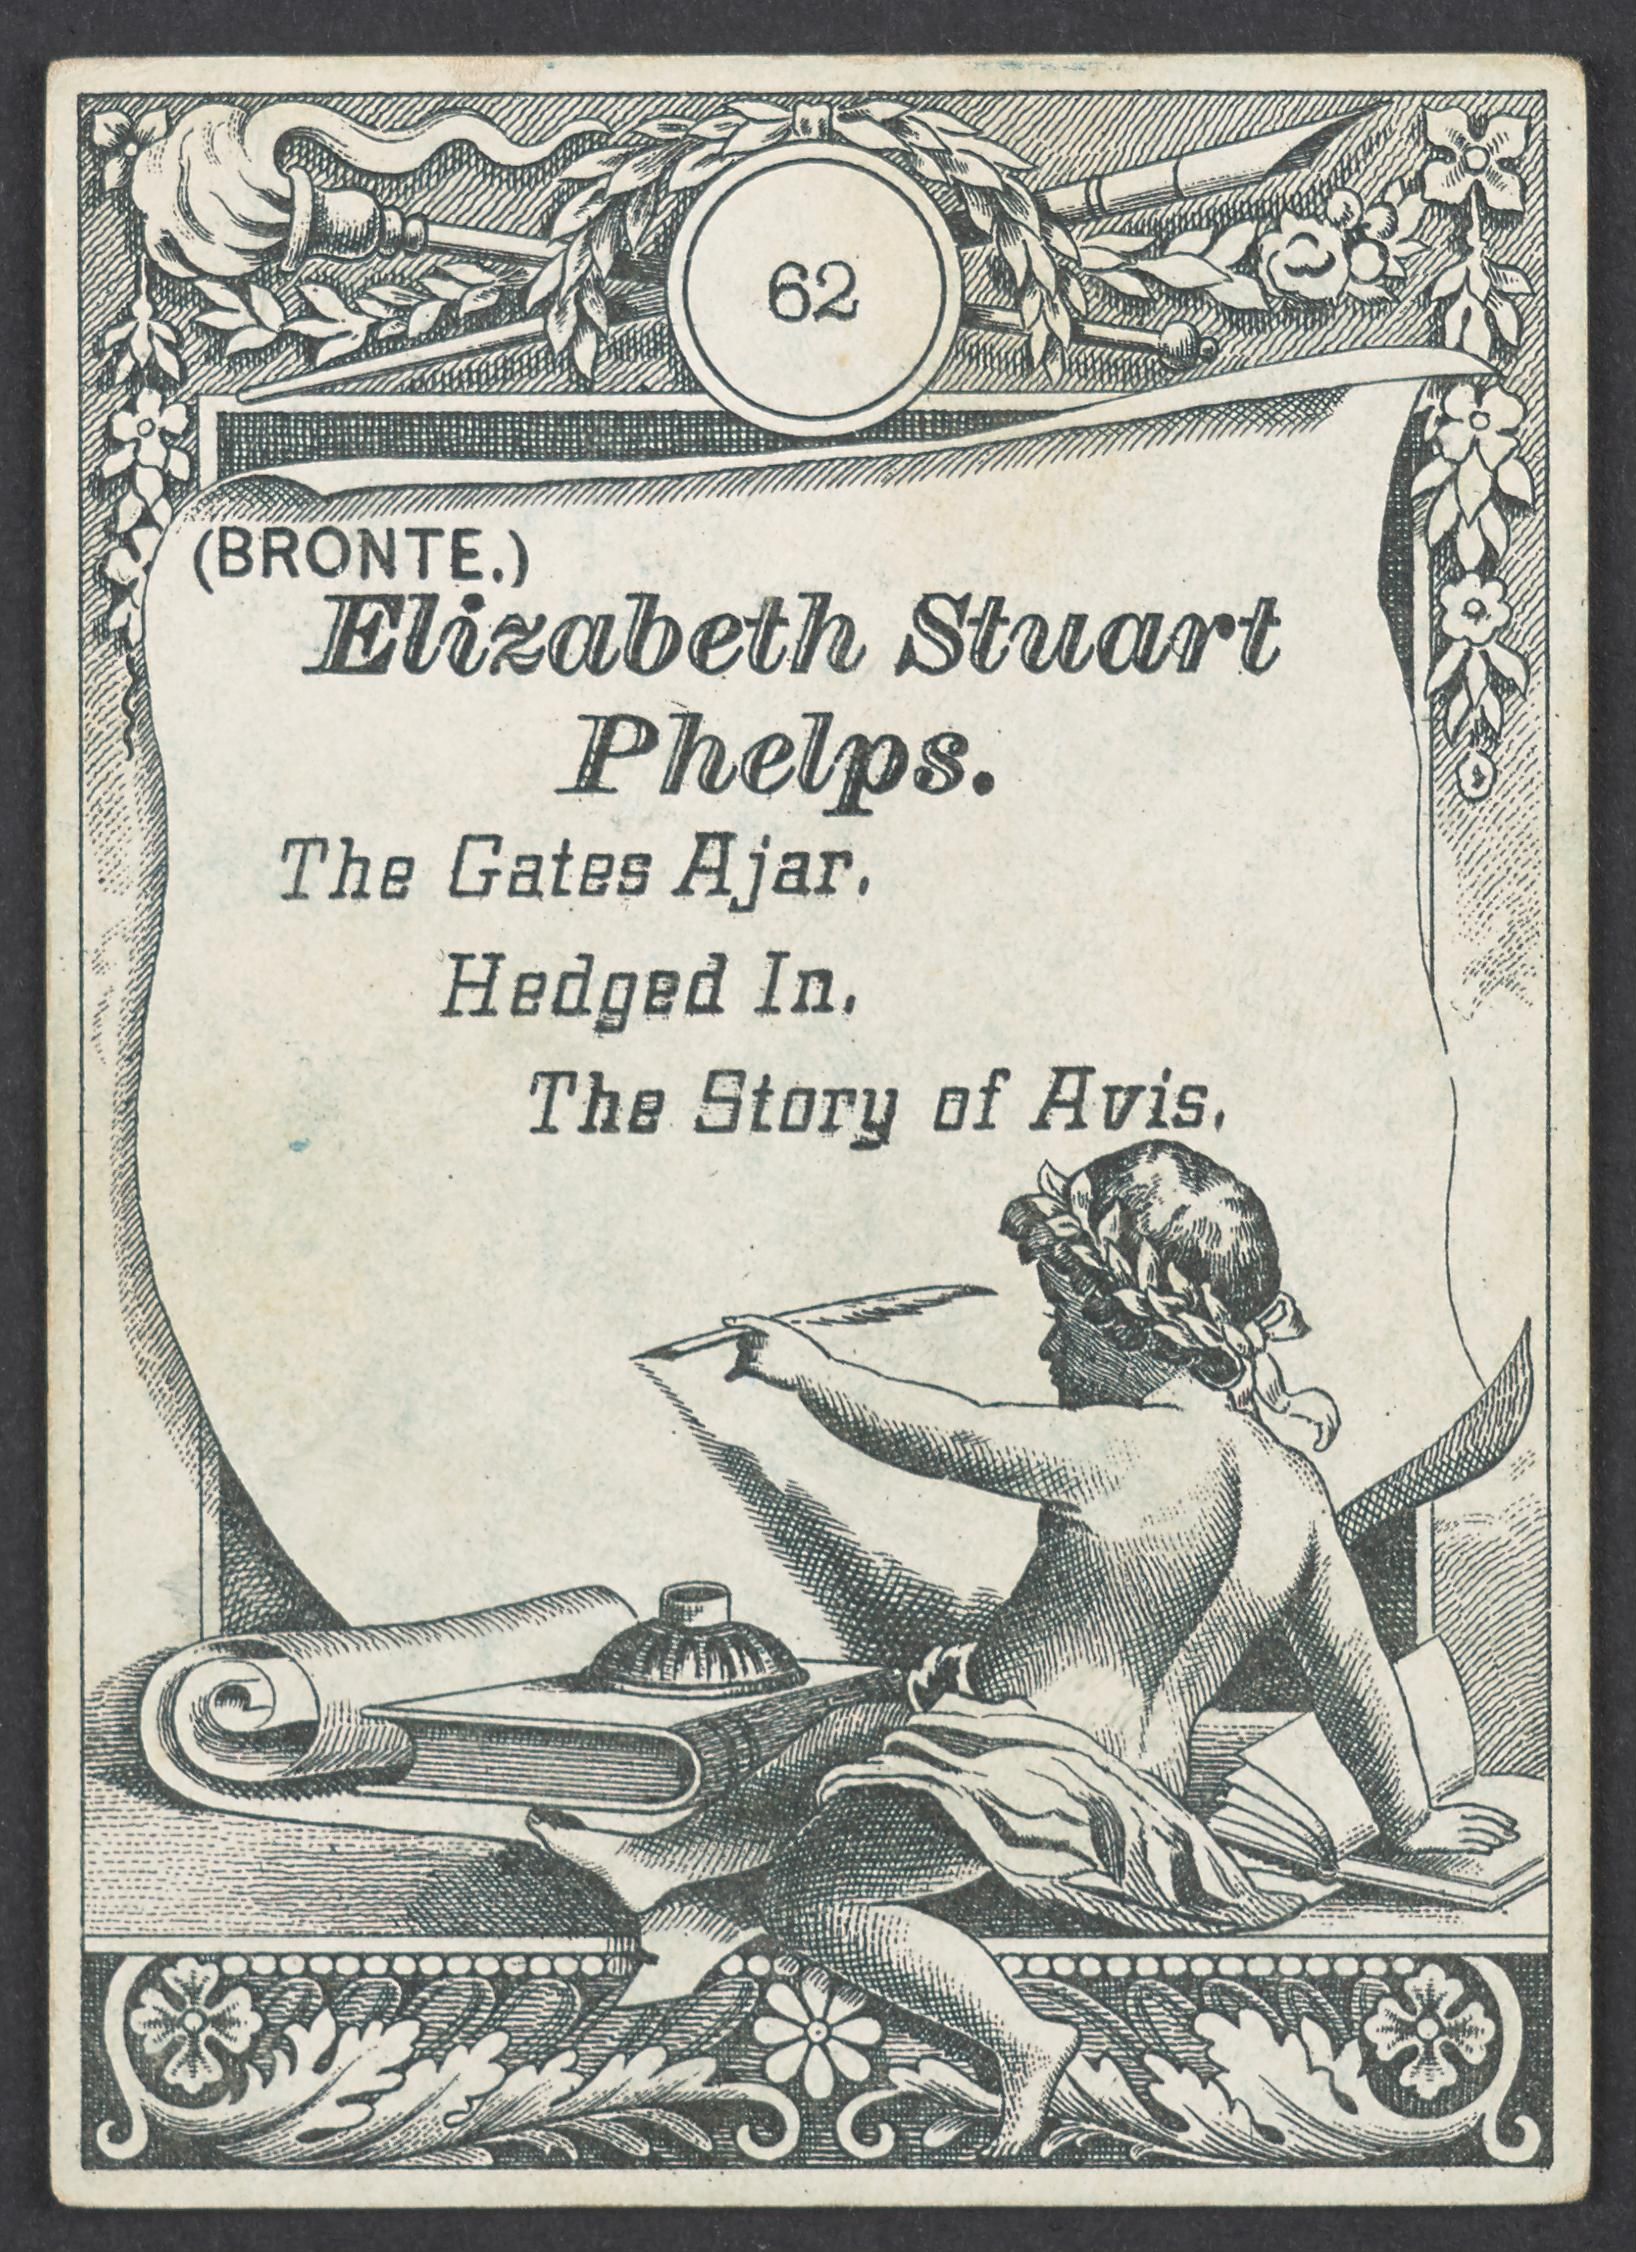 62
(BRONTE.)
Elizabeth Stuart
Phelps.
The Gates Ajar.
Hedged In.
The Story of Avis.